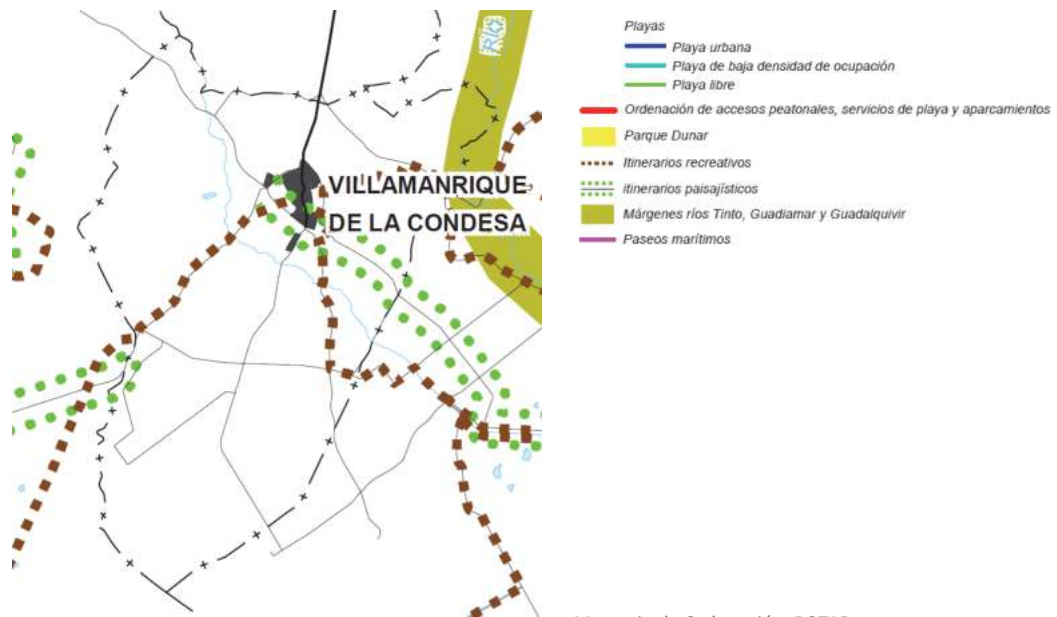 RÍO
VILLAMANRIQUE
DE LA CONDESA
Playas
Playa urbana
Playa de baja densidad de ocupación
Playa libre
Ordenación de accesos peatonales, servicios de playa y aparcamientos
Parque Dunar
Itinerarios recreativos
itinerarios paisajísticos
Márgenes ríos Tinto, Guadiamar y Guadalquivir
Paseos marítimos